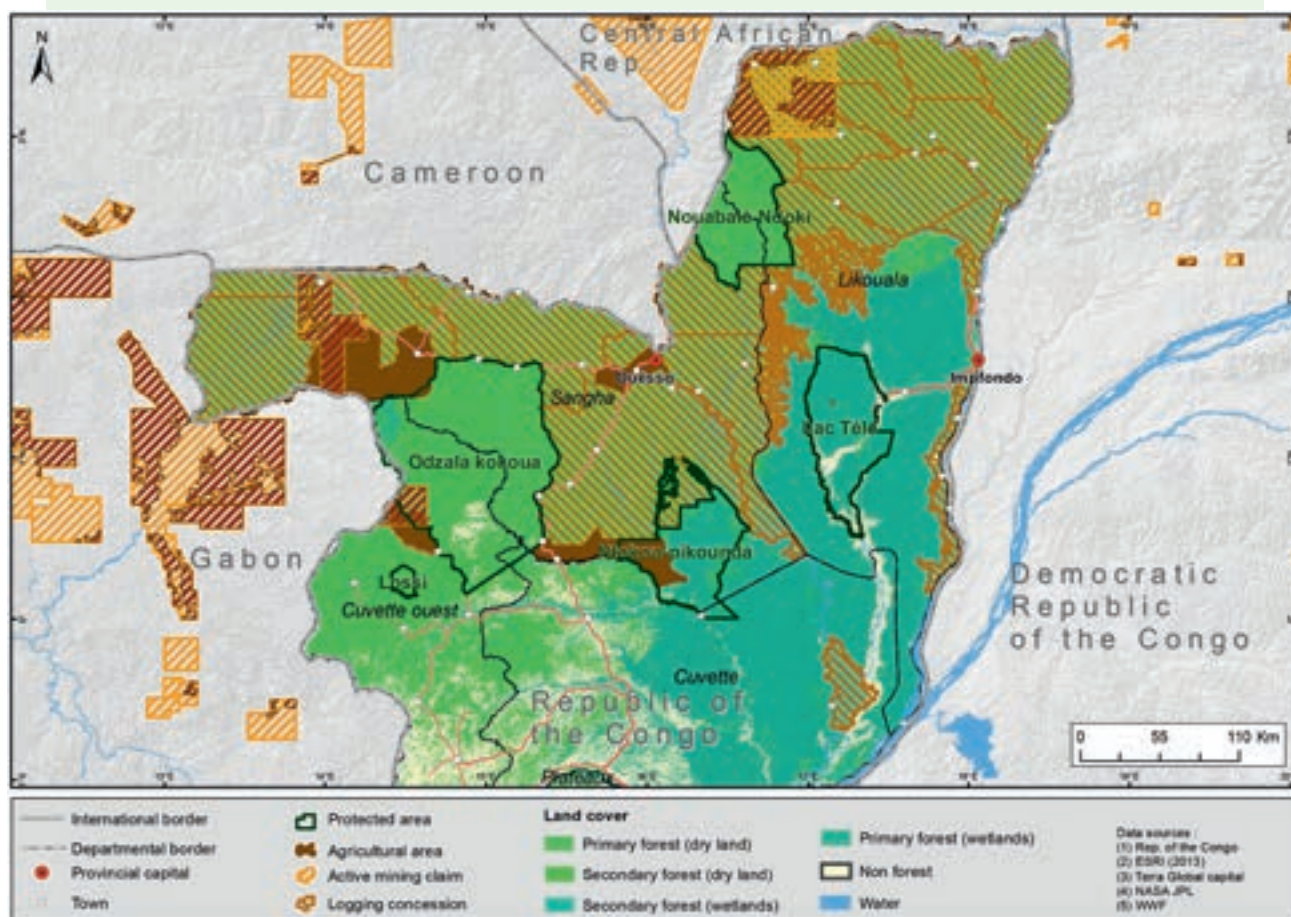 N
Central African
Rep
Cameroon
Nouabalé-Ndoki
Likouala
Ouesso
Impfondo
Sangha
Lac Télé
Odzala kokoua
Gabon
Lossi
Cuvette ouest
Democratic
Republic
of the Congo
Cuvette
Republic of
the Congo
Plateaux
0 55 110 Km
International border
Departmental border
Provincial capital
Town
Protected area
Agricultural area
Active mining claim
Logging concession
Land cover
Primary forest (dry land)
Secondary forest (dry land)
Secondary forest (wetlands)
Primary forest (wetlands)
Non forest
Water
Data sources :
(1) Rep. of the Congo
(2) ESRI (2013)
(3) Terra Global capital
(4) NASA JPL
(5) WWF